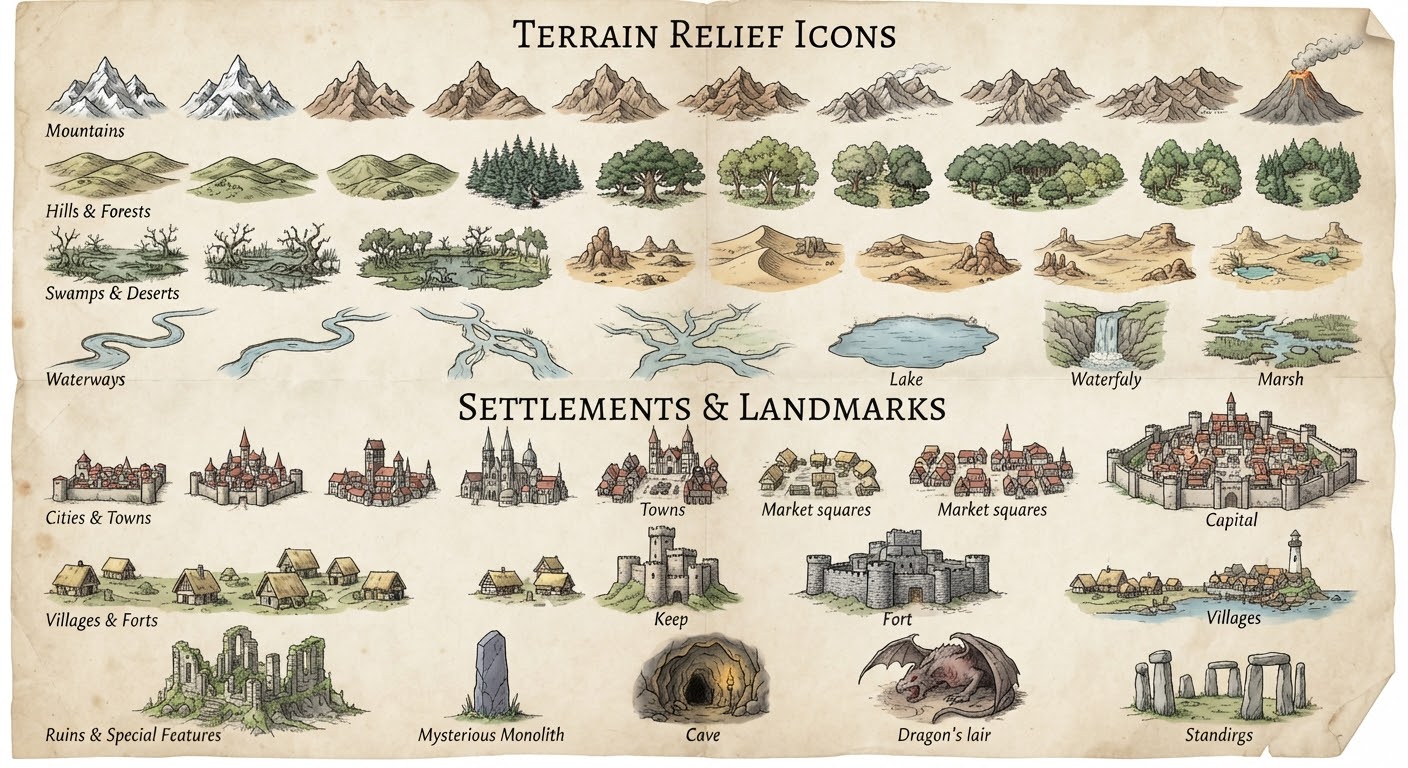 Terrain Relief Icons
Mountains
Hills & Forests
Swamps & Deserts
Waterways
Lake
Waterfaly
Marsh
Settlements & Landmarks
Cities & Towns
Towns
Market squares
Market squares
Capital
Villages & Forts
Keep
Fort
Villages
Ruins & Special Features
Mysterious Monolith
Cave
Dragon's lair
Standirgs